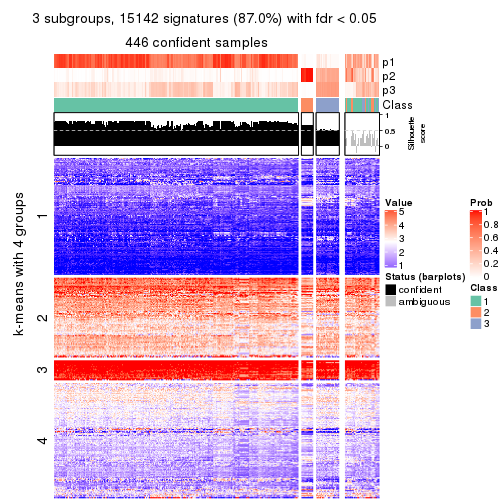 3 subgroups, 15142 signatures (87.0%) with fdr < 0.05
446 confident samples
p1
p2
p3
Class
1
0.5
0
Silhouette
score
k-means with 4 groups
1
2
3
4
Value
5
4
3
2
1
Status (barplots)
confident
ambiguous
Prob
1
0.8
0.6
0.4
0.2
0
Class
1
2
3